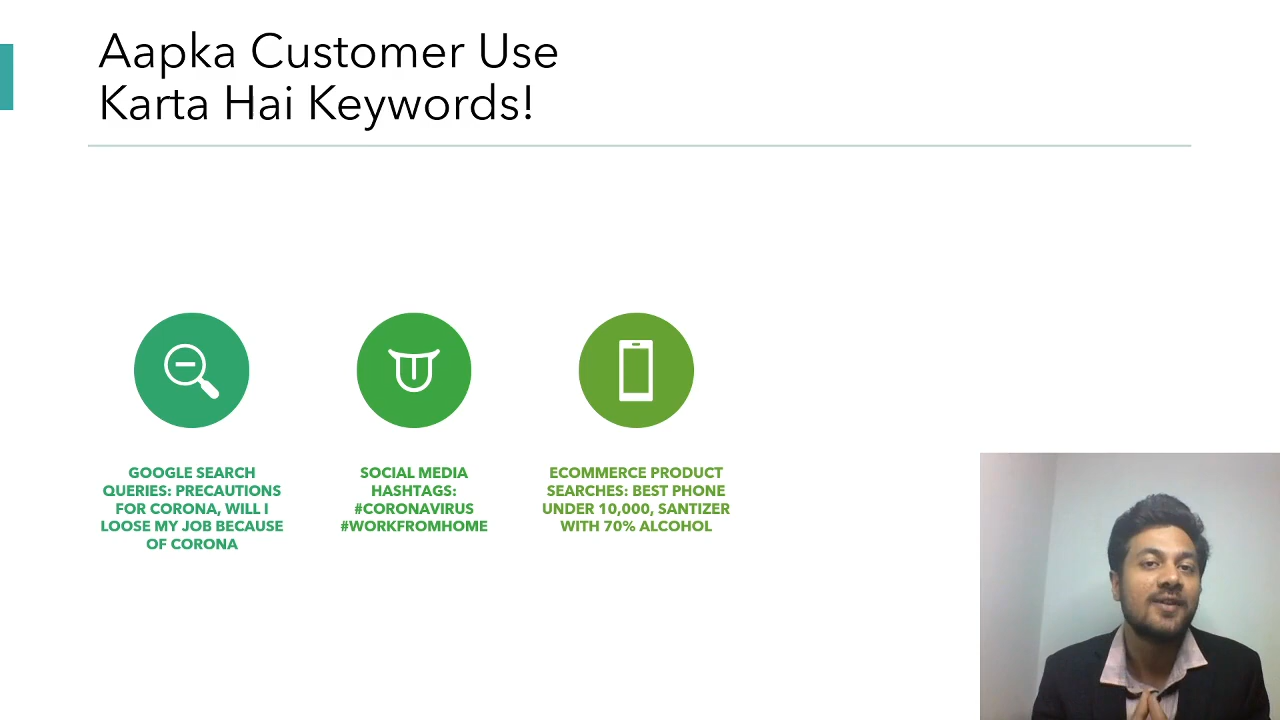 Aapka Customer Use
Karta Hai Keywords!
GOOGLE SEARCH
QUERIES: PRECAUTIONS
FOR CORONA, WILL I
LOOSE MY JOB BECAUSE
OF CORONA
SOCIAL MEDIA
HASHTAGS:
#CORONAVIRUS
#WORKFROMHOME
ECOMMERCE PRODUCT
SEARCHES: BEST PHONE
UNDER 10,000, SANTIZER
WITH 70% ALCOHOL